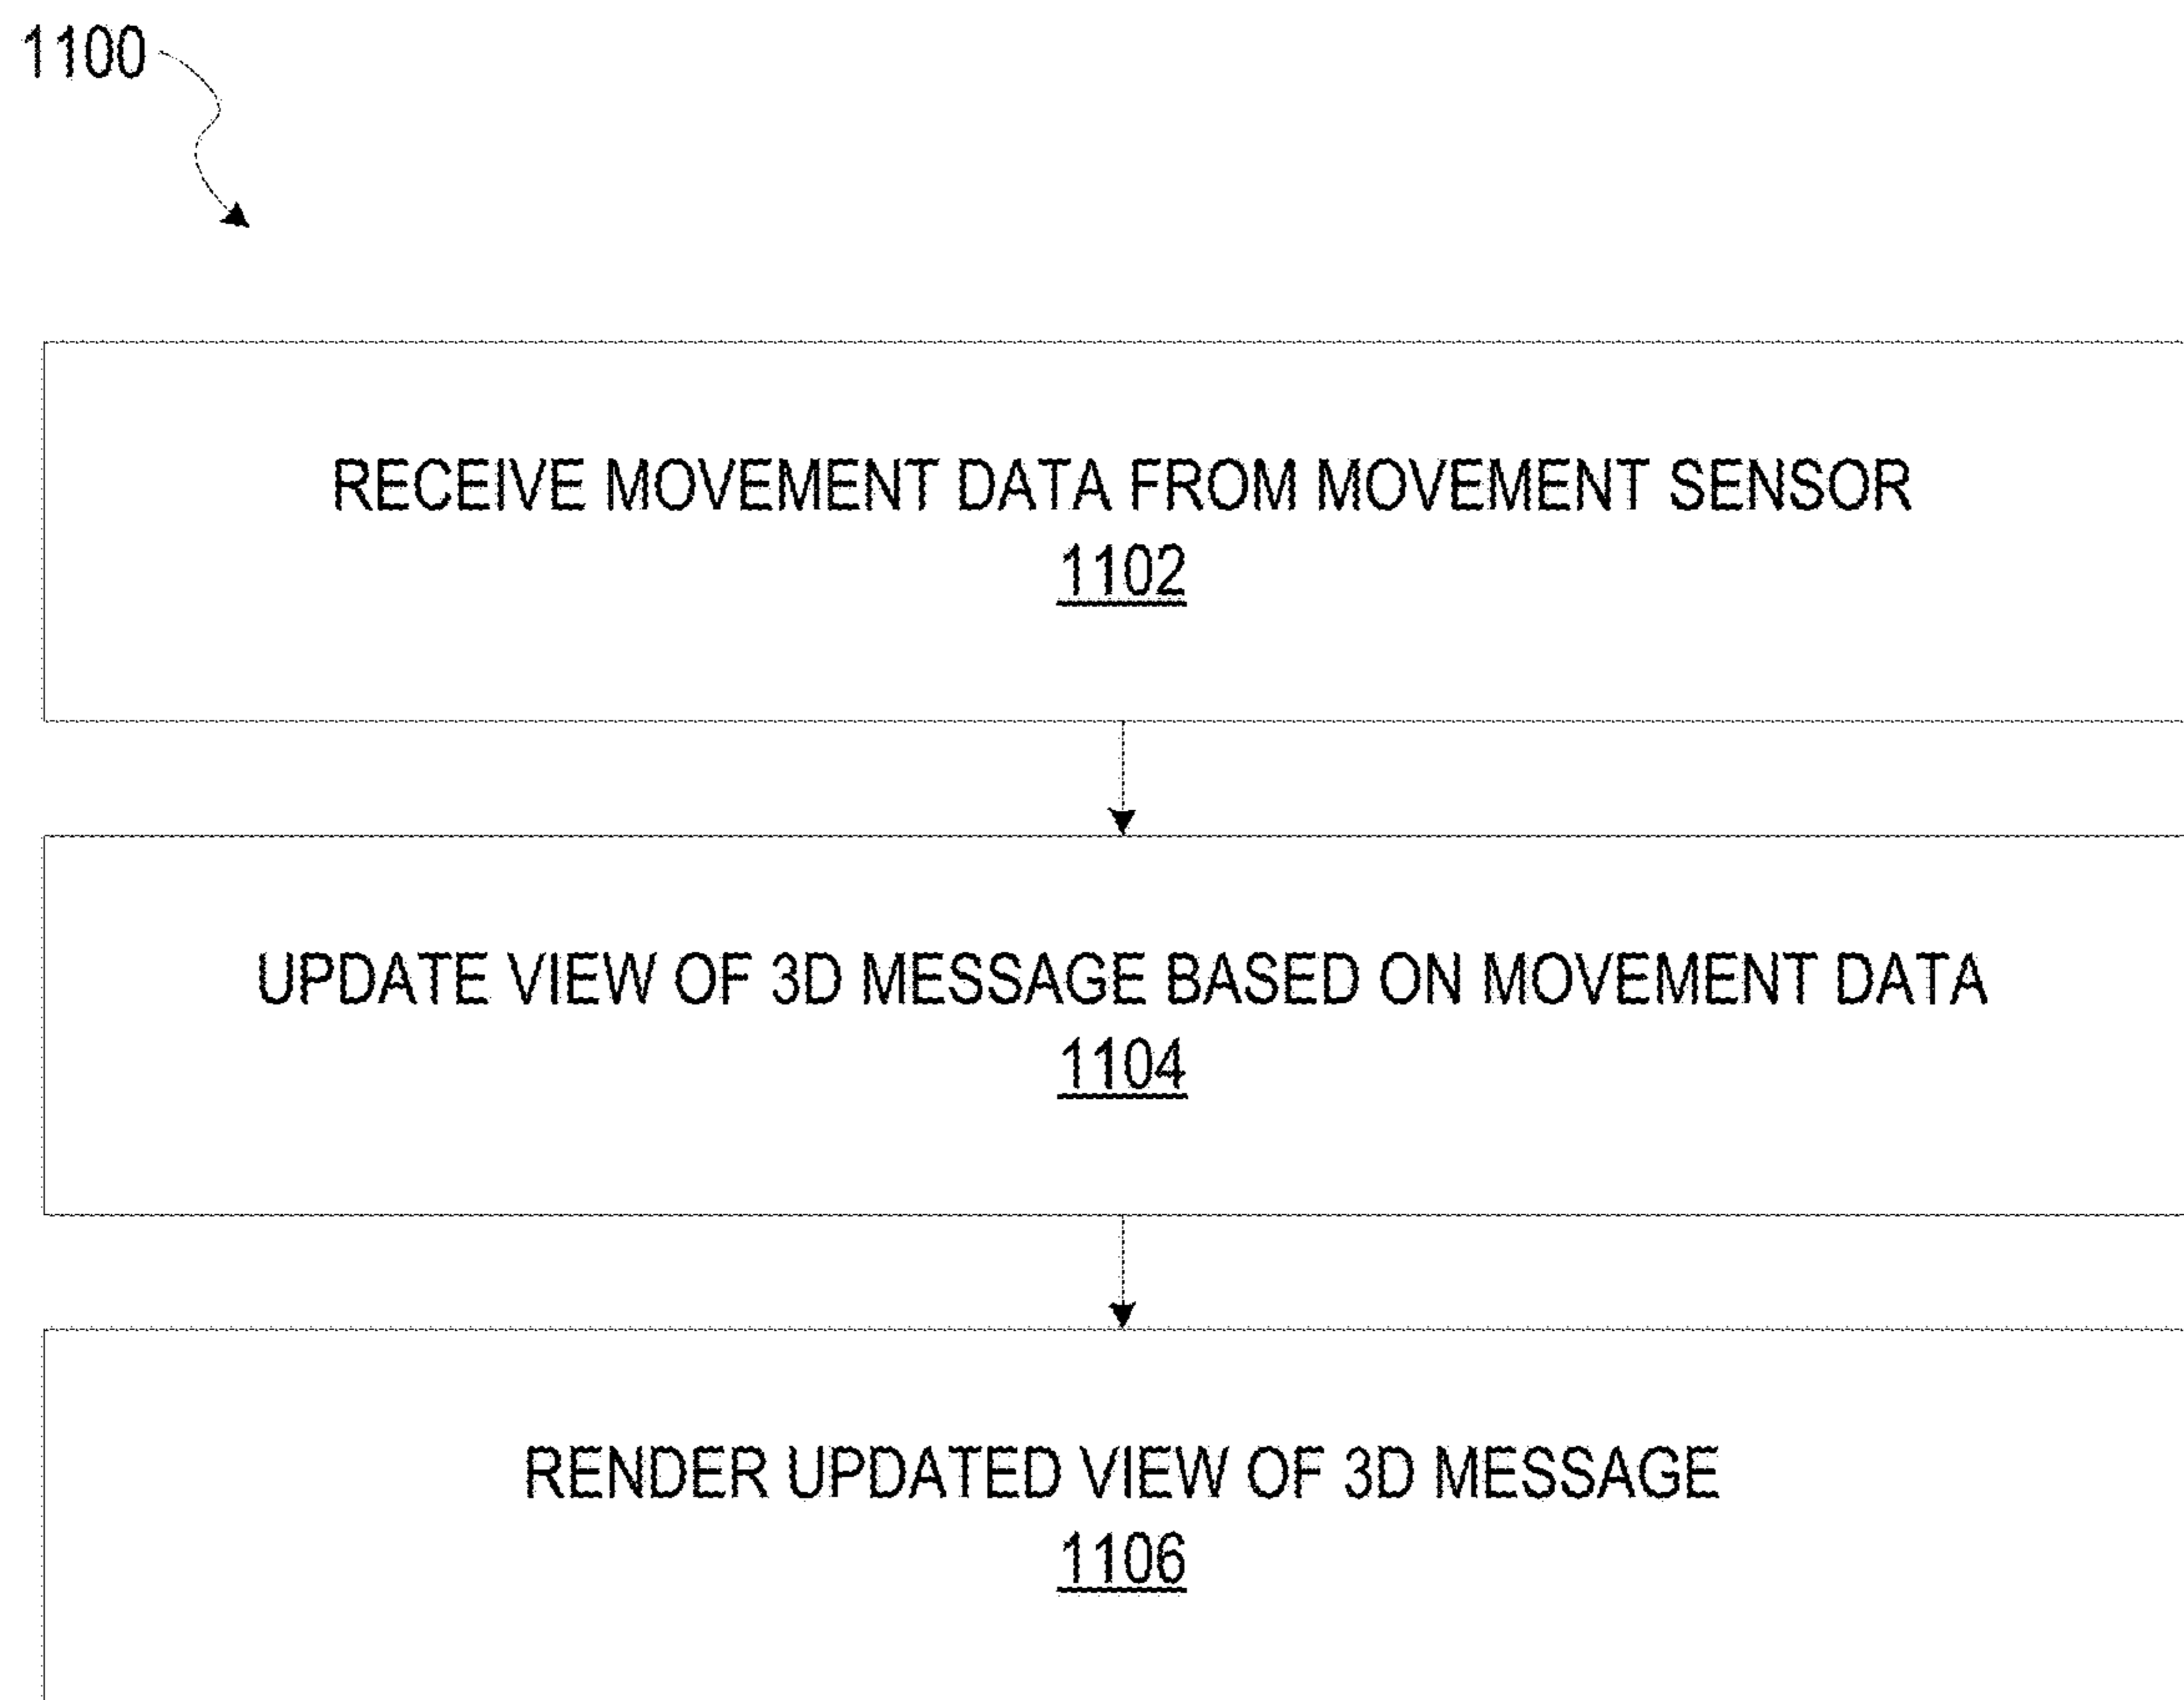 1100
RECEIVE MOVEMENT DATA FROM MOVEMENT SENSOR
1102
UPDATE VIEW OF 3D MESSAGE BASED ON MOVEMENT DATA
1104
RENDER UPDATED VIEW OF 3D MESSAGE
1106